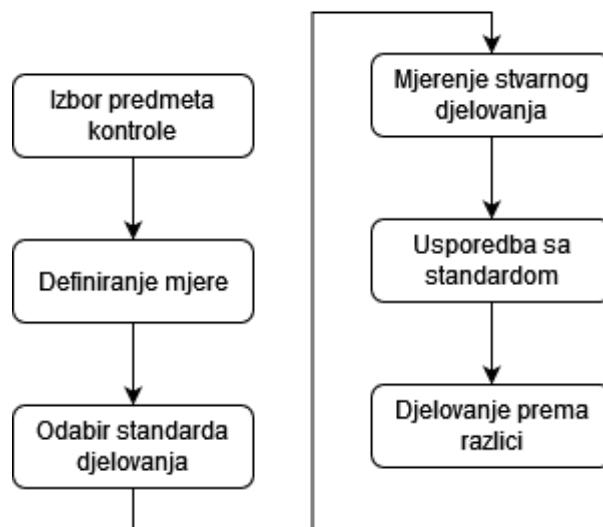 Izbor predmeta
kontrole
Definiranje mjere
Odabir standarda
djelovanja
Mjerenje stvarnog
djelovanja
Usporedba sa
standardom
Djelovanje prema
razlici